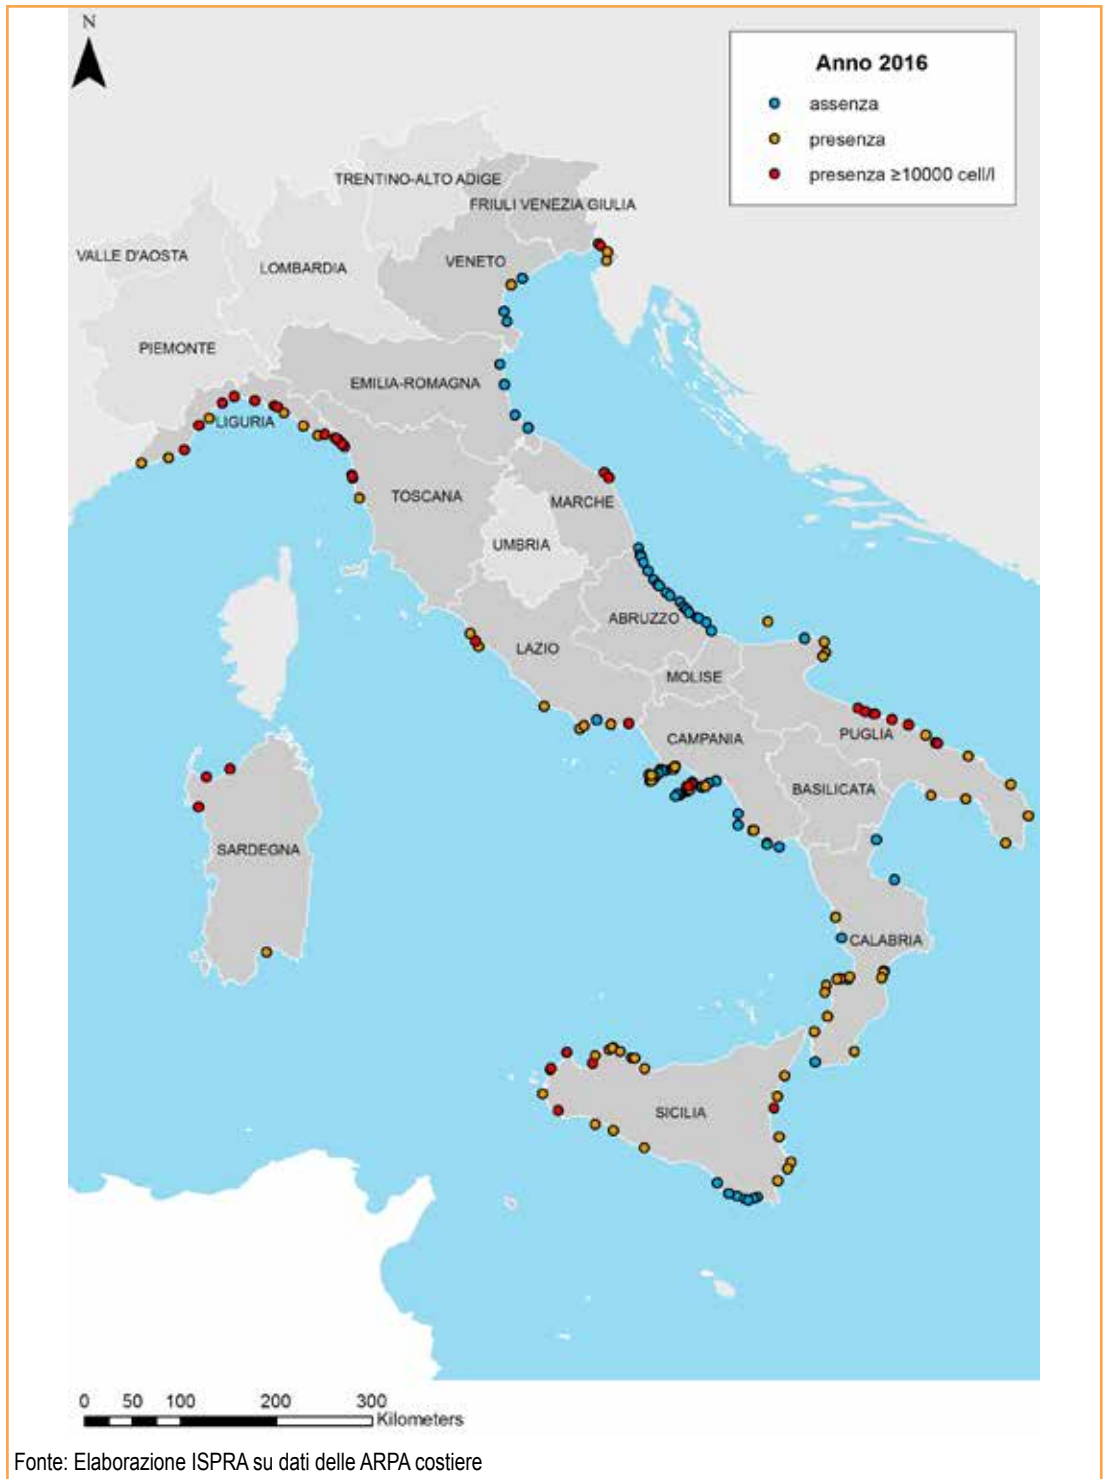 N
Anno 2016
assenza
presenza
presenza ≥10000 cell/l
TRENTINO-ALTO ADIGE
FRIULI VENEZIA GIULIA
VALLE D'AOSTA
LOMBARDIA
VENETO
PIEMONTE
EMILIA-ROMAGNA
LIGURIA
TOSCANA
MARCHE
UMBRIA
ABRUZZO
LAZIO
MOLISE
CAMPANIA
PUGLIA
BASILICATA
SARDEGNA
CALABRIA
SICILIA
0 50 100 200 300
Kilometers
Fonte: Elaborazione ISPRA su dati delle ARPA costiere